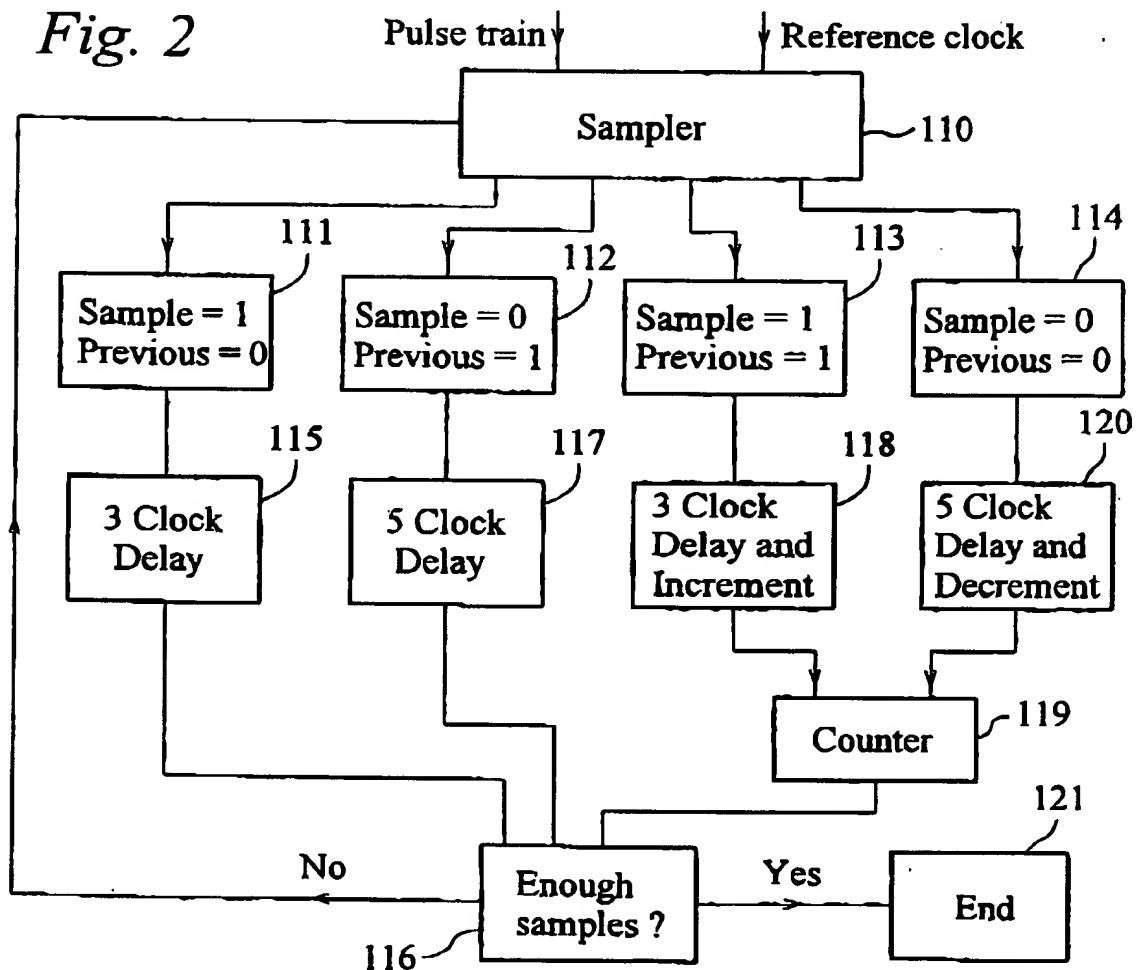 Fig. 2
Pulse train
Reference clock
Sampler
110
111
112
113
114
Sample = 1
Previous = 0
Sample = 0
Previous = 1
Sample = 1
Previous = 1
Sample = 0
Previous = 0
115
117
118
120
3 Clock
Delay
5 Clock
Delay
3 Clock
Delay and
Increment
5 Clock
Delay and
Decrement
Counter
119
121
No
Enough
samples ?
Yes
End
116